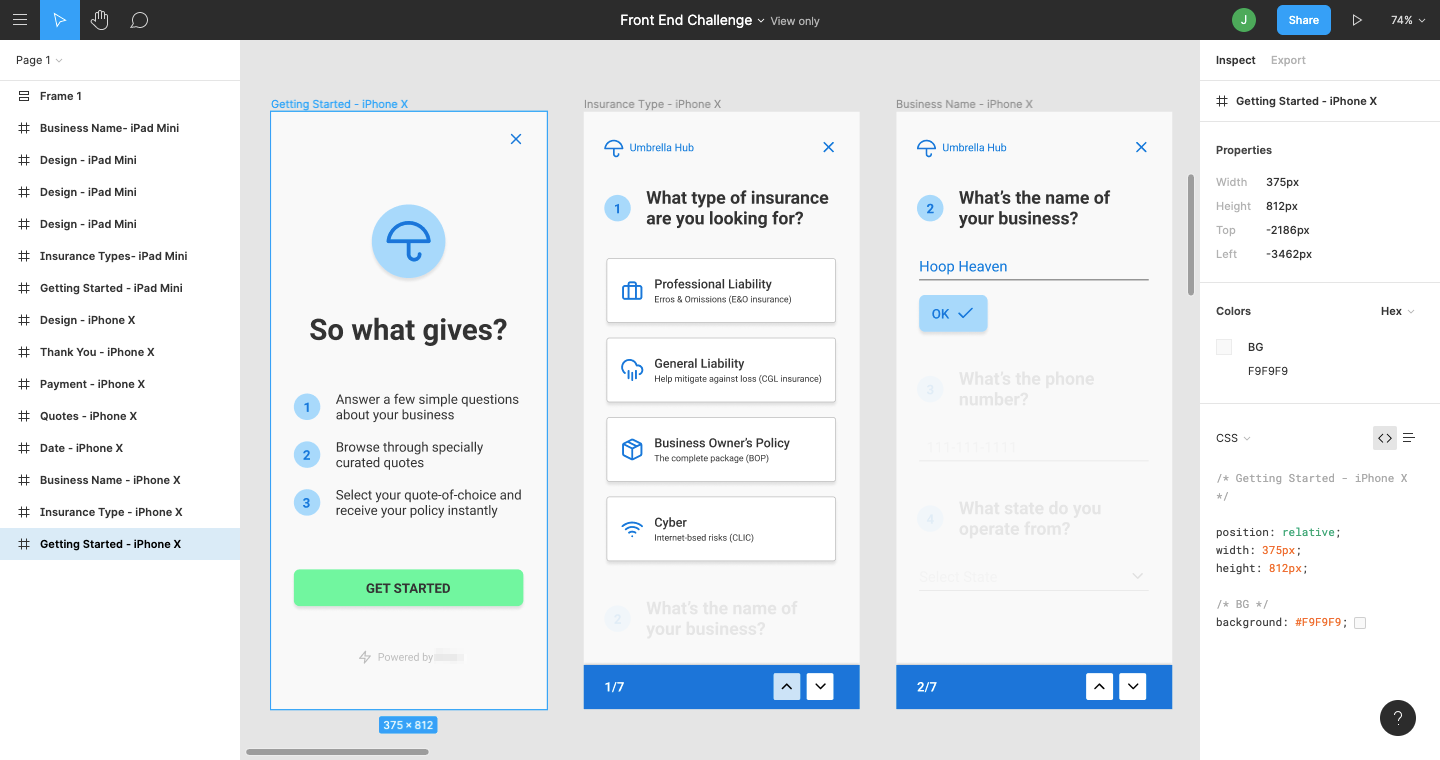 Front End Challenge
View only
J
Share
74%
Page 1
Frame 1
Business Name- iPad Mini
Design - iPad Mini
Design - iPad Mini
Design - iPad Mini
Insurance Types- iPad Mini
Getting Started - iPad Mini
Design - iPhone X
Thank You - iPhone X
Payment - iPhone X
Quotes - iPhone X
Date - iPhone X
Business Name - iPhone X
Insurance Type - iPhone X
Getting Started - iPhone X
Getting Started - iPhone X
So what gives?
1
Answer a few simple questions
about your business
2
Browse through specially
curated quotes
3
Select your quote-of-choice and
receive your policy instantly
GET STARTED
Powered by
375 × 812
Insurance Type - iPhone X
Umbrella Hub
1
What type of insurance
are you looking for?
Professional Liability
Erros & Omissions (E&O insurance)
General Liability
Help mitigate against loss (CGL insurance)
Business Owner's Policy
The complete package (BOP)
Cyber
Internet-bsed risks (CLIC)
2
What's the name of
your business?
1/7
Business Name - iPhone X
Umbrella Hub
2
What's the name of
your business?
Hoop Heaven
OK
3
What's the phone
number?
111-111-1111
4
What state do you
operate from?
Select State
2/7
Inspect
Export
Getting Started - iPhone X
Properties
Width 375px
Height 812px
Top -2186px
Left -3462px
Colors
Hex
BG
F9F9F9
CSS
/* Getting Started - iPhone X
*/
position: relative;
width: 375px;
height: 812px;
/* BG */
background: #F9F9F9;
?